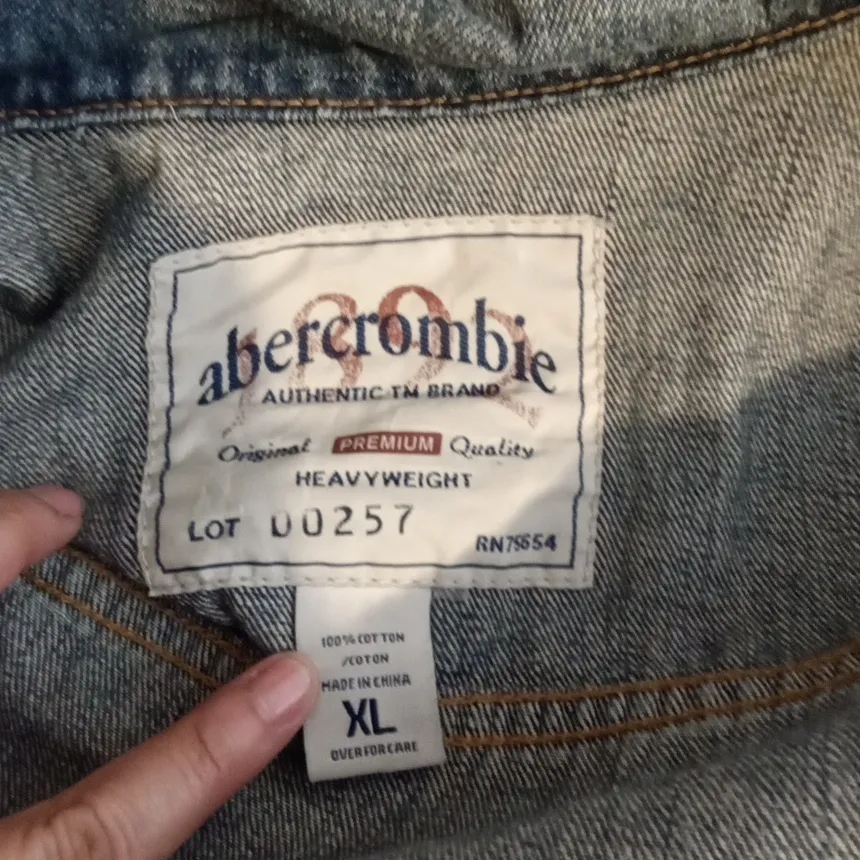 1892
abercrombie
AUTHENTIC TM BRAND
Original PREMIUM Quality
HEAVYWEIGHT
LOT 00257
RN75654
100% COTTON
/COTON
MADE IN CHINA
XL
OVER FOR CARE